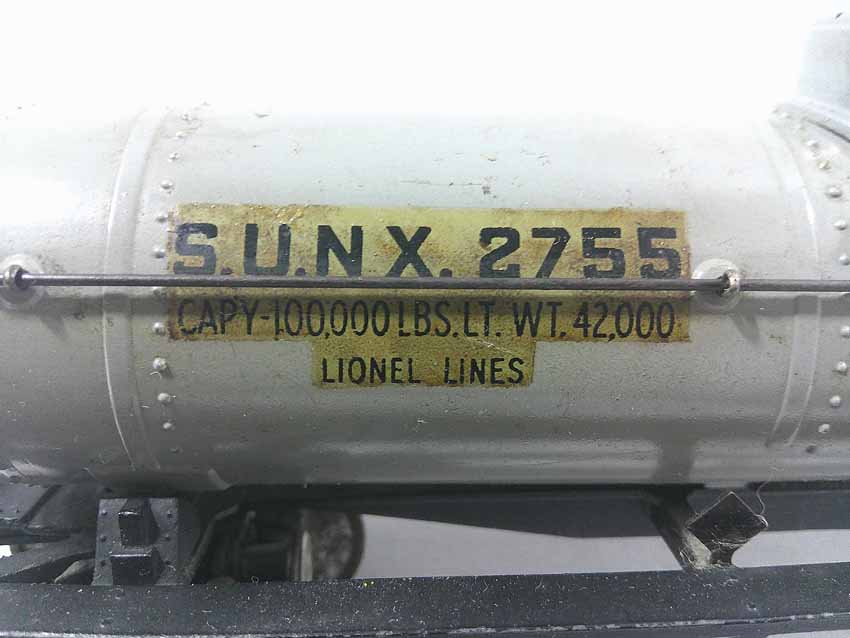 S.U.N X. 2755
CAPY-100,000 LBS. LT. WT. 42,000
LIONEL LINES